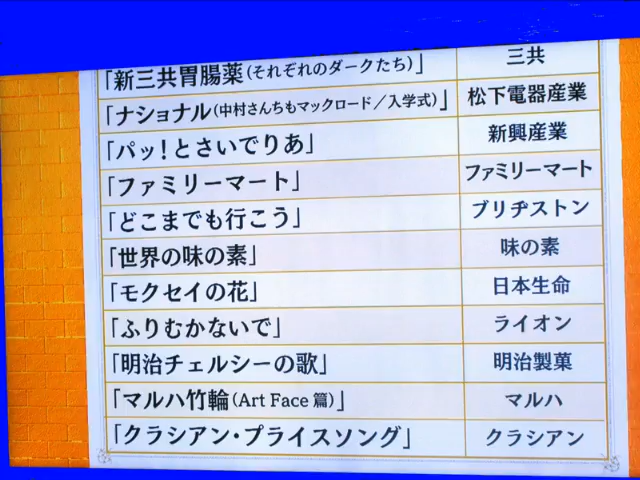 「新三共胃腸薬(それぞれのダークたち)」 三共
「ナショナル(中村さんちもマックロード／入学式)」 松下電器産業
「パッ!とさいでりあ」 新興産業
「ファミリーマート」 ファミリーマート
「どこまでも行こう」 ブリヂストン
「世界の味の素」 味の素
「モクセイの花」 日本生命
「ふりむかないで」 ライオン
「明治チェルシーの歌」 明治製菓
「マルハ竹輪(Art Face 篇)」 マルハ
「クラシアン・プライスソング」 クラシアン